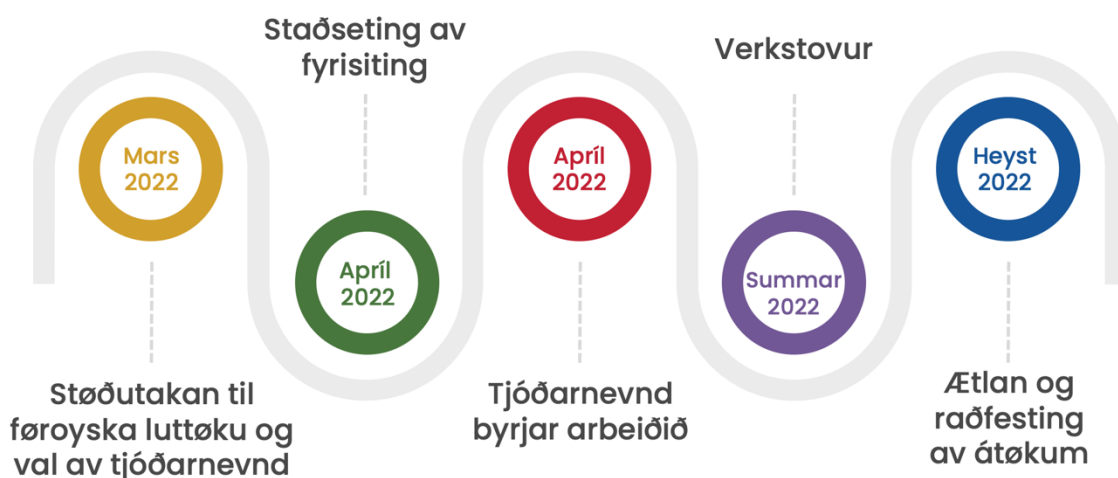 Mars
2022
Støðutakan til
føroyska luttøku og
val av tjóðarnevnd
Staðseting av
fyrisiting
Apríl
2022
Apríl
2022
Tjóðarnevnd
byrjar arbeiðið
Verkstovur
Summar
2022
Heyst
2022
Ætlan og
raðfesting
av átøkum